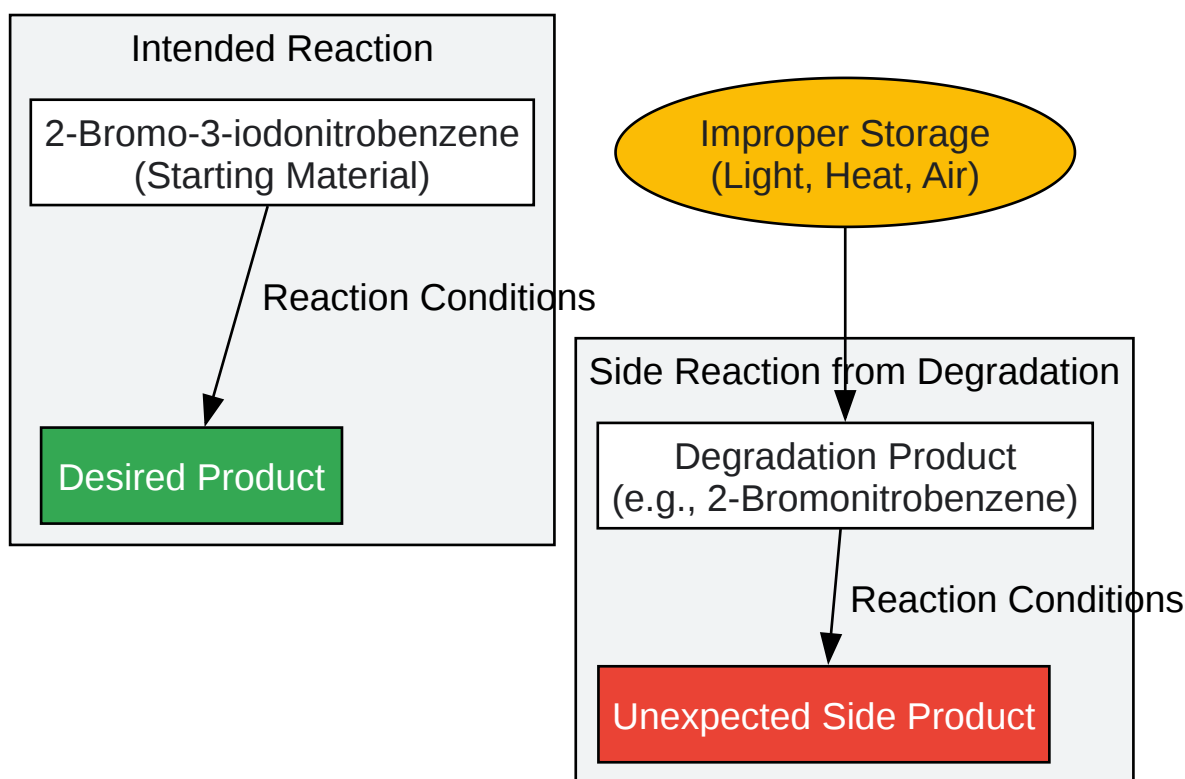 Intended Reaction
2-Bromo-3-iodonitrobenzene
(Starting Material)
Reaction Conditions
Desired Product
Improper Storage
(Light, Heat, Air)
Side Reaction from Degradation
Degradation Product
(e.g., 2-Bromonitrobenzene)
Reaction Conditions
Unexpected Side Product